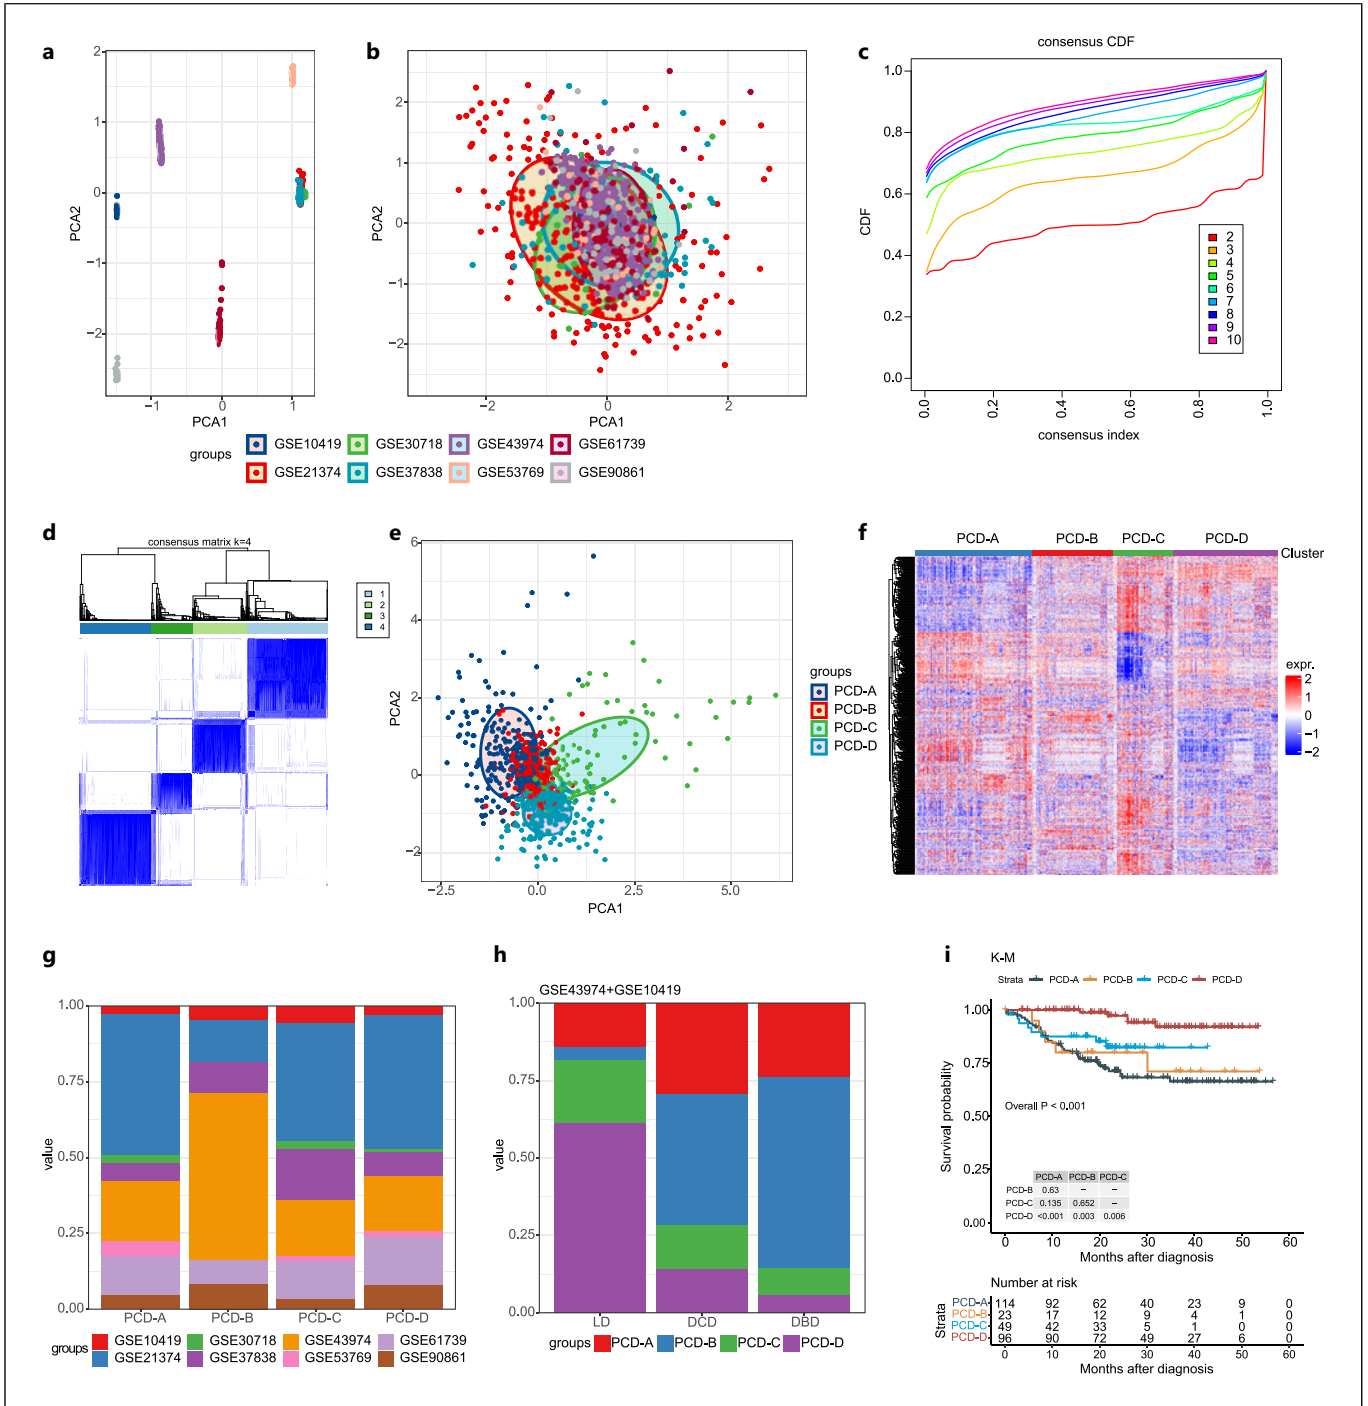 a
2
1
0
−1
−2
PCA2
−1
0
1
PCA1
b
2
1
0
−1
−2
PCA2
−2
0
2
PCA1
groups
GSE10419
GSE30718
GSE43974
GSE61739
GSE21374
GSE37838
GSE53769
GSE90861
c
consensus CDF
1.0
0.8
0.6
0.4
0.2
0.0
CDF
2
3
4
5
6
7
8
9
10
0.0
0.2
0.4
0.6
0.8
1.0
consensus index
d
consensus matrix k=4
1
2
3
4
e
6
4
2
0
−2
PCA2
−2.5
0.0
2.5
5.0
PCA1
groups
PCD-A
PCD-B
PCD-C
PCD-D
f
PCD-A
PCD-B
PCD-C
PCD-D
Cluster
expr.
2
1
0
−1
−2
g
1.00
0.75
0.50
0.25
0.00
value
PCD-A
PCD-B
PCD-C
PCD-D
groups
GSE10419
GSE30718
GSE43974
GSE61739
GSE21374
GSE37838
GSE53769
GSE90861
h
GSE43974+GSE10419
1.00
0.75
0.50
0.25
0.00
value
LD
DCD
DBD
groups
PCD-A
PCD-B
PCD-C
PCD-D
i
K-M
Strata PCD-A PCD-B PCD-C PCD-D
1.00
0.75
0.50
0.25
0.00
Survival probability
Overall P < 0.001
PCD-A PCD-B PCD-C
PCD-B 0.63 – –
PCD-C 0.135 0.652 –
PCD-D <0.001 0.003 0.006
0 10 20 30 40 50 60
Months after diagnosis
Number at risk
Strata
PCD-A 114 92 62 40 23 9 0
PCD-B 23 17 12 9 4 1 0
PCD-C 49 42 33 5 1 0 0
PCD-D 96 90 72 49 27 6 0
0 10 20 30 40 50 60
Months after diagnosis